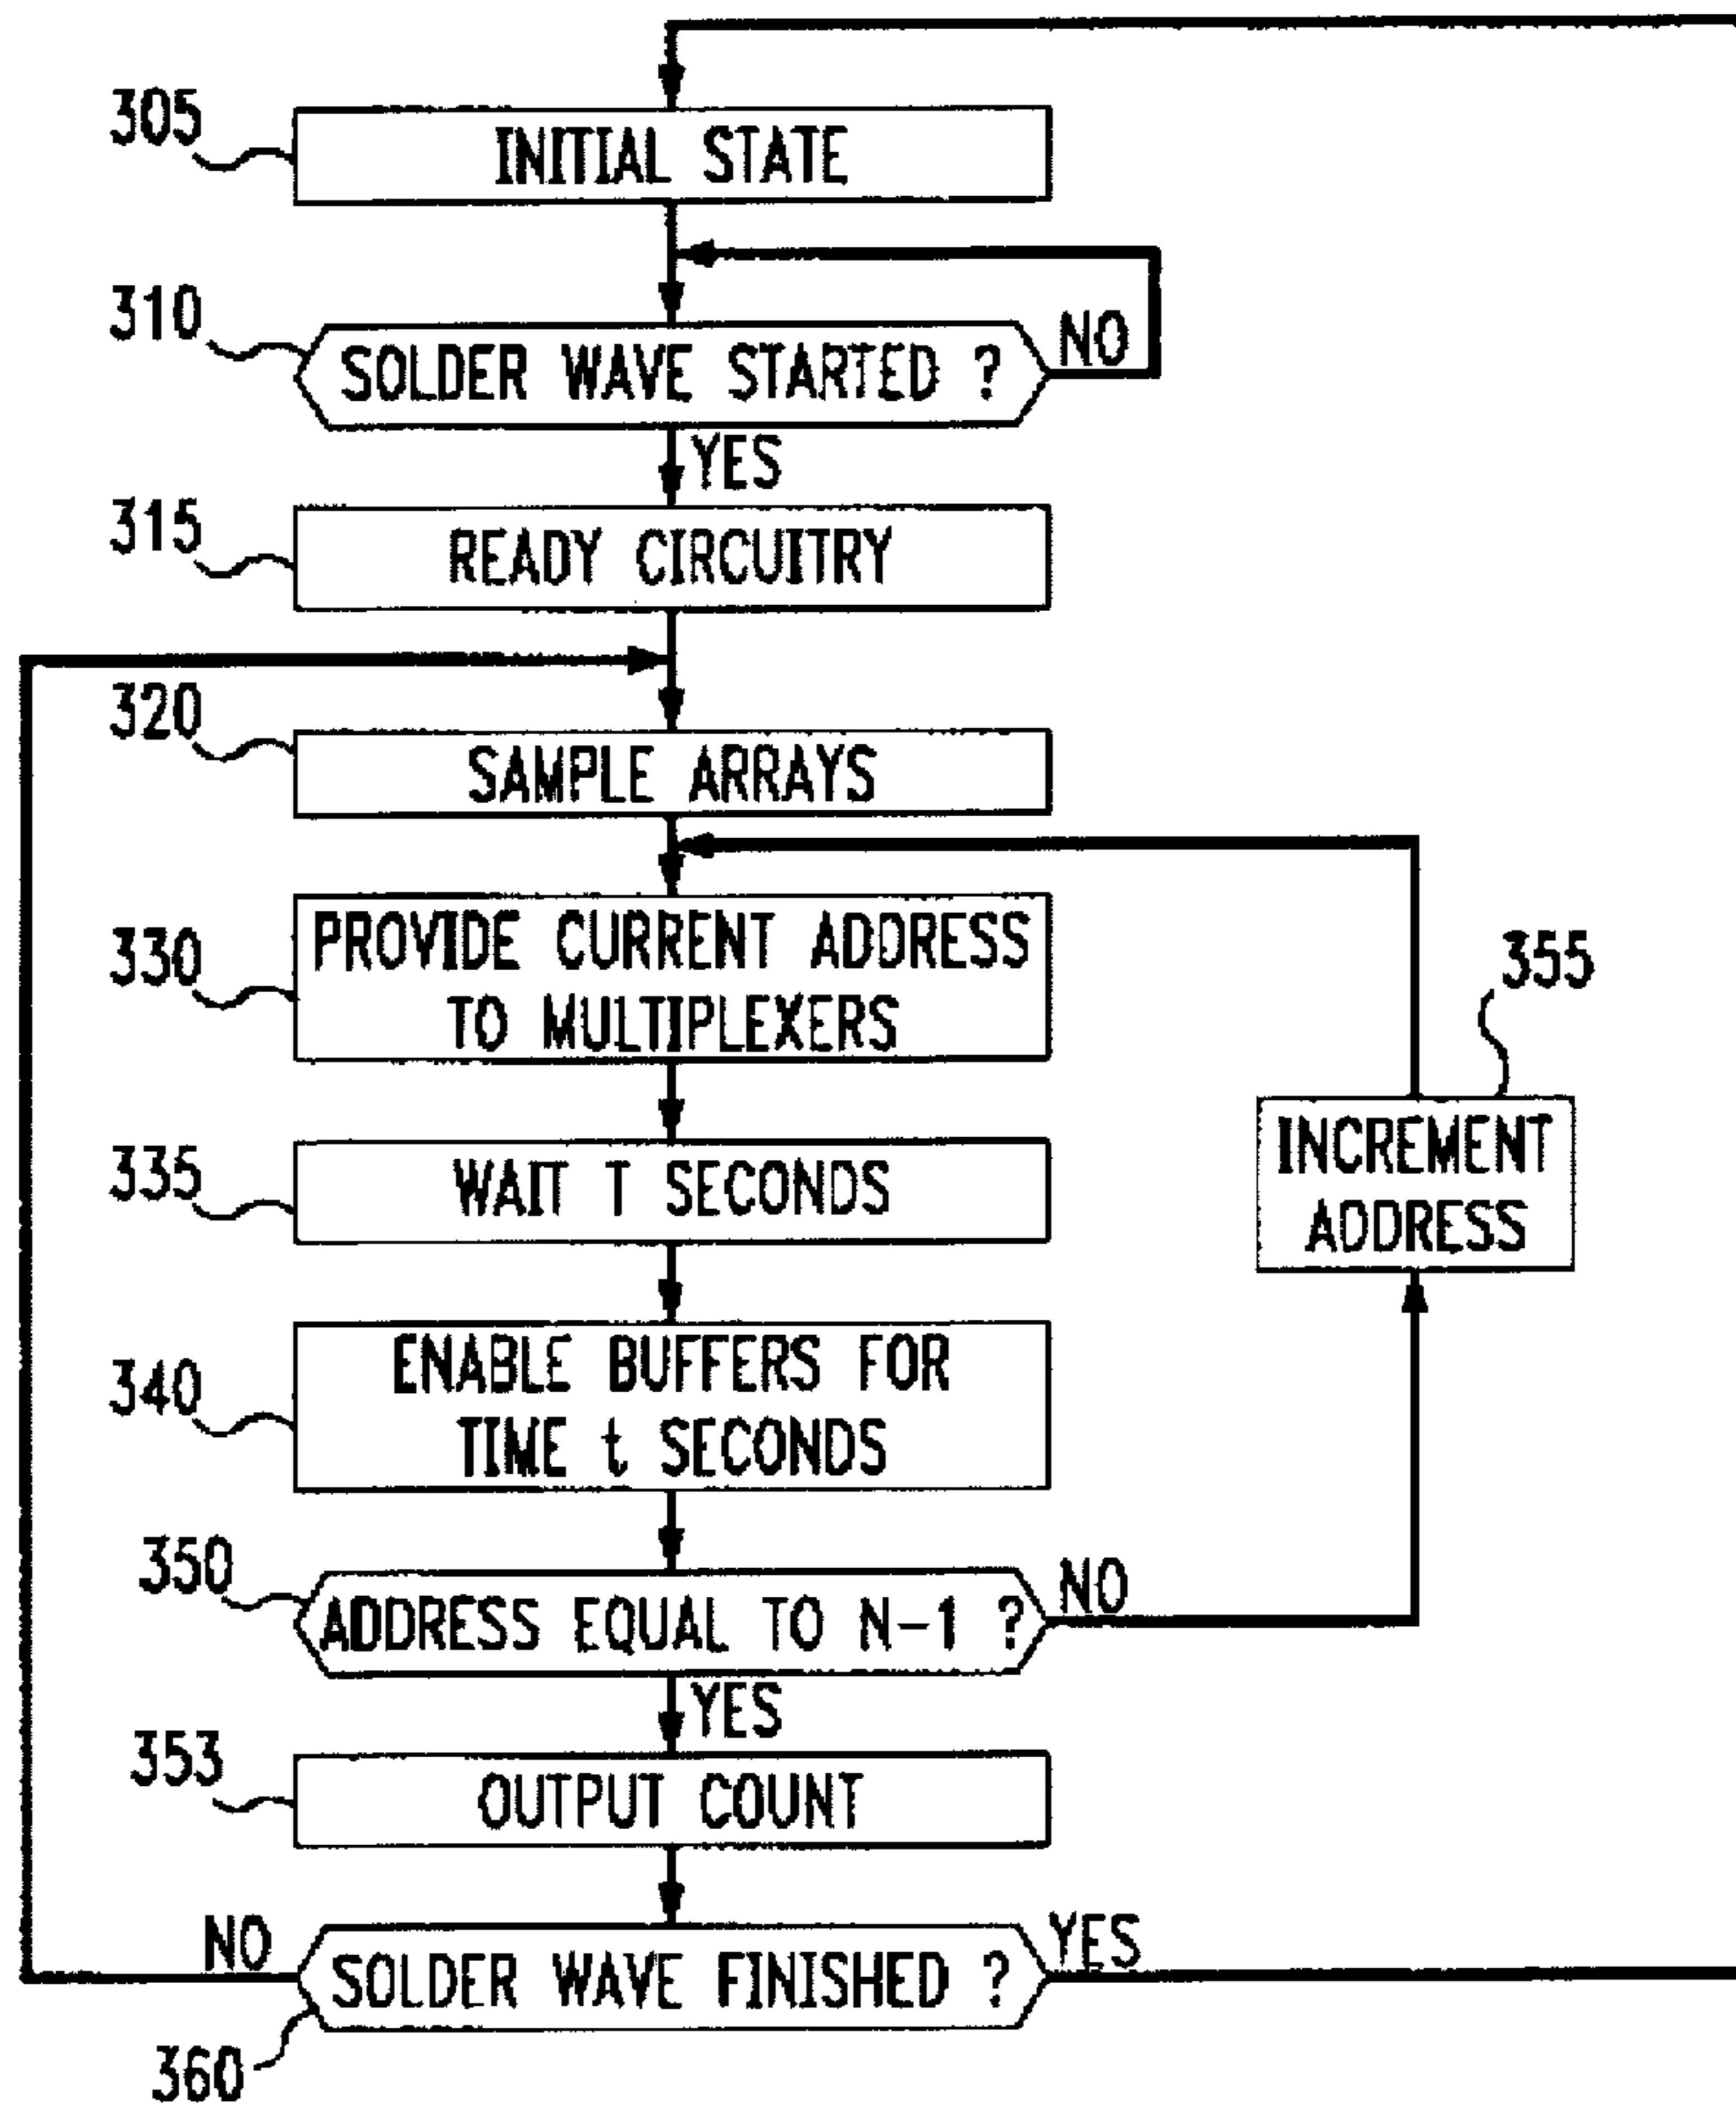 305
INITIAL STATE
310
SOLDER WAVE STARTED ?
NO
YES
315
READY CIRCUITRY
320
SAMPLE ARRAYS
330
PROVIDE CURRENT ADDRESS
TO MULTIPLEXERS
355
INCREMENT
ADDRESS
335
WAIT T SECONDS
340
ENABLE BUFFERS FOR
TIME t SECONDS
350
ADDRESS EQUAL TO N-1 ?
NO
YES
353
OUTPUT COUNT
NO
SOLDER WAVE FINISHED ?
YES
360